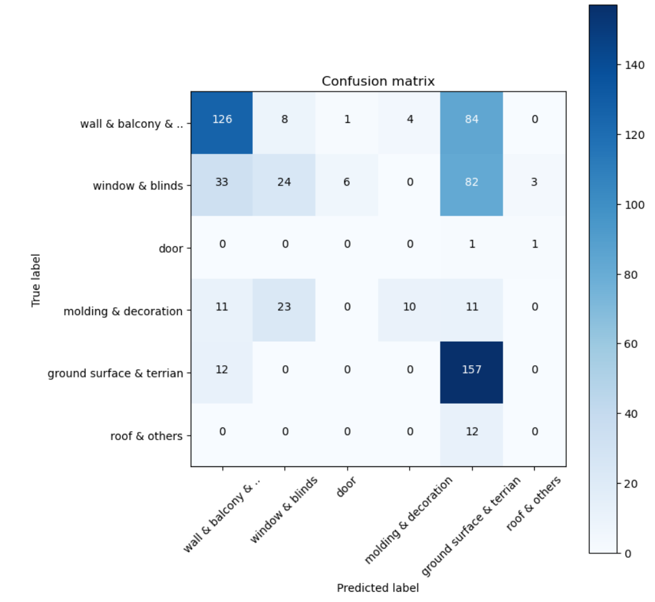 Confusion matrix
True label
wall & balcony & .. 126 8 1 4 84 0
window & blinds 33 24 6 0 82 3
door 0 0 0 0 1 1
molding & decoration 11 23 0 10 11 0
ground surface & terrian 12 0 0 0 157 0
roof & others 0 0 0 0 12 0
wall & balcony & ..
window & blinds
door
molding & decoration
ground surface & terrian
roof & others
Predicted label
140
120
100
80
60
40
20
0